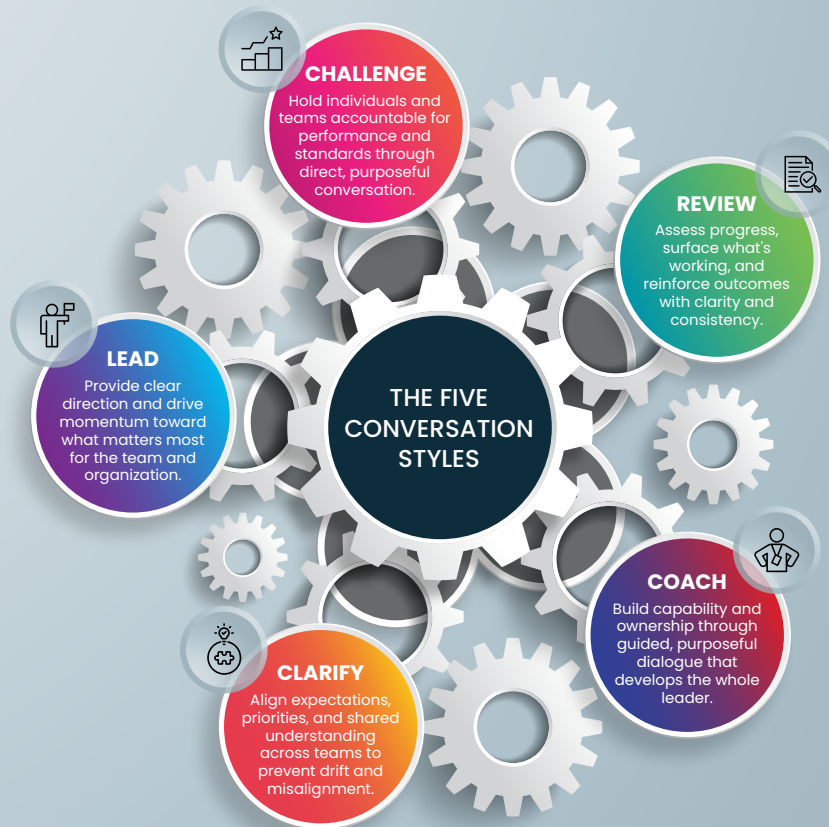 CHALLENGE
Hold individuals and
teams accountable for
performance and
standards through
direct, purposeful
conversation.
REVIEW
Assess progress,
surface what's
working, and
reinforce outcomes
with clarity and
consistency.
LEAD
Provide clear
direction and drive
momentum toward
what matters most
for the team and
organization.
THE FIVE
CONVERSATION
STYLES
COACH
Build capability and
ownership through
guided, purposeful
dialogue that
develops the whole
leader.
CLARIFY
Align expectations,
priorities, and shared
understanding
across teams to
prevent drift and
misalignment.